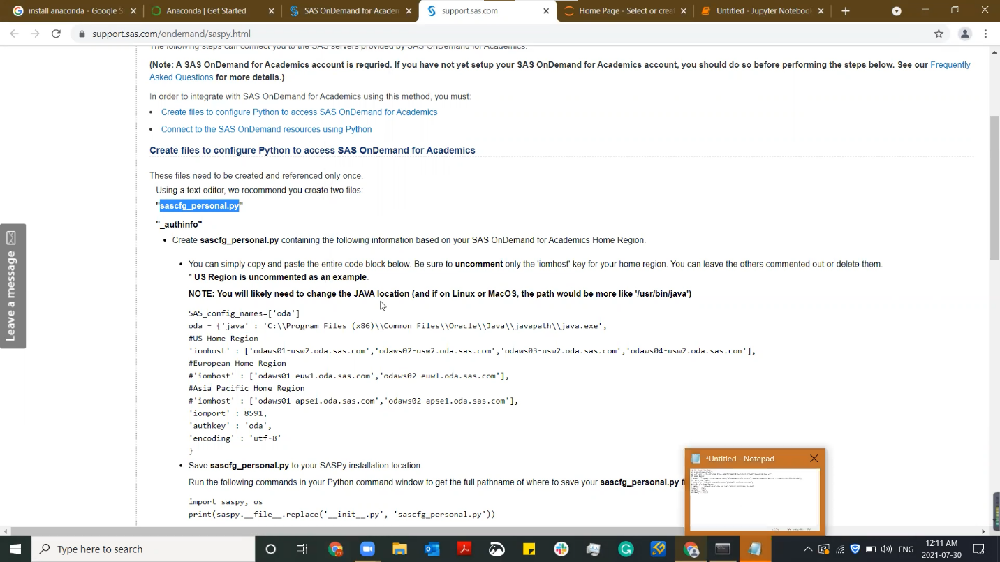 install anaconda - Google S
Anaconda | Get Started
SAS OnDemand for Academ
support.sas.com
Home Page - Select or crea
Untitled - Jupyter Notebook
support.sas.com/ondemand/saspy.html
The following steps can connect you to the SAS servers provided by SAS OnDemand for Academics.
(Note: A SAS OnDemand for Academics account is requried. If you have not yet setup your SAS OnDemand for Academics account, you should do so before performing the steps below. See our Frequently
Asked Questions for more details.)
In order to integrate with SAS OnDemand for Academics using this method, you must:
• Create files to configure Python to access SAS OnDemand for Academics
• Connect to the SAS OnDemand resources using Python
Create files to configure Python to access SAS OnDemand for Academics
These files need to be created and referenced only once.
Using a text editor, we recommend you create two files:
"sascfg_personal.py"
"_authinfo"
• Create sascfg_personal.py containing the following information based on your SAS OnDemand for Academics Home Region.
• You can simply copy and paste the entire code block below. Be sure to uncomment only the 'iomhost' key for your home region. You can leave the others commented out or delete them.
* US Region is uncommented as an example.
NOTE: You will likely need to change the JAVA location (and if on Linux or MacOS, the path would be more like '/usr/bin/java')
SAS_config_names=['oda']
oda = {'java' : 'C:\\Program Files (x86)\\Common Files\\Oracle\\Java\\javapath\\java.exe',
#US Home Region
'iomhost' : ['odaws01-usw2.oda.sas.com','odaws02-usw2.oda.sas.com','odaws03-usw2.oda.sas.com','odaws04-usw2.oda.sas.com'],
#European Home Region
#'iomhost' : ['odaws01-euw1.oda.sas.com','odaws02-euw1.oda.sas.com'],
#Asia Pacific Home Region
#'iomhost' : ['odaws01-apse1.oda.sas.com','odaws02-apse1.oda.sas.com'],
'iomport' : 8591,
'authkey' : 'oda',
'encoding' : 'utf-8'
}
• Save sascfg_personal.py to your SASPy installation location.
Run the following commands in your Python command window to get the full pathname of where to save your sascfg_personal.py
import saspy, os
print(saspy.__file__.replace('__init__.py', 'sascfg_personal.py'))
Leave a message
*Untitled - Notepad
Type here to search
ENG
12:11 AM
2021-07-30